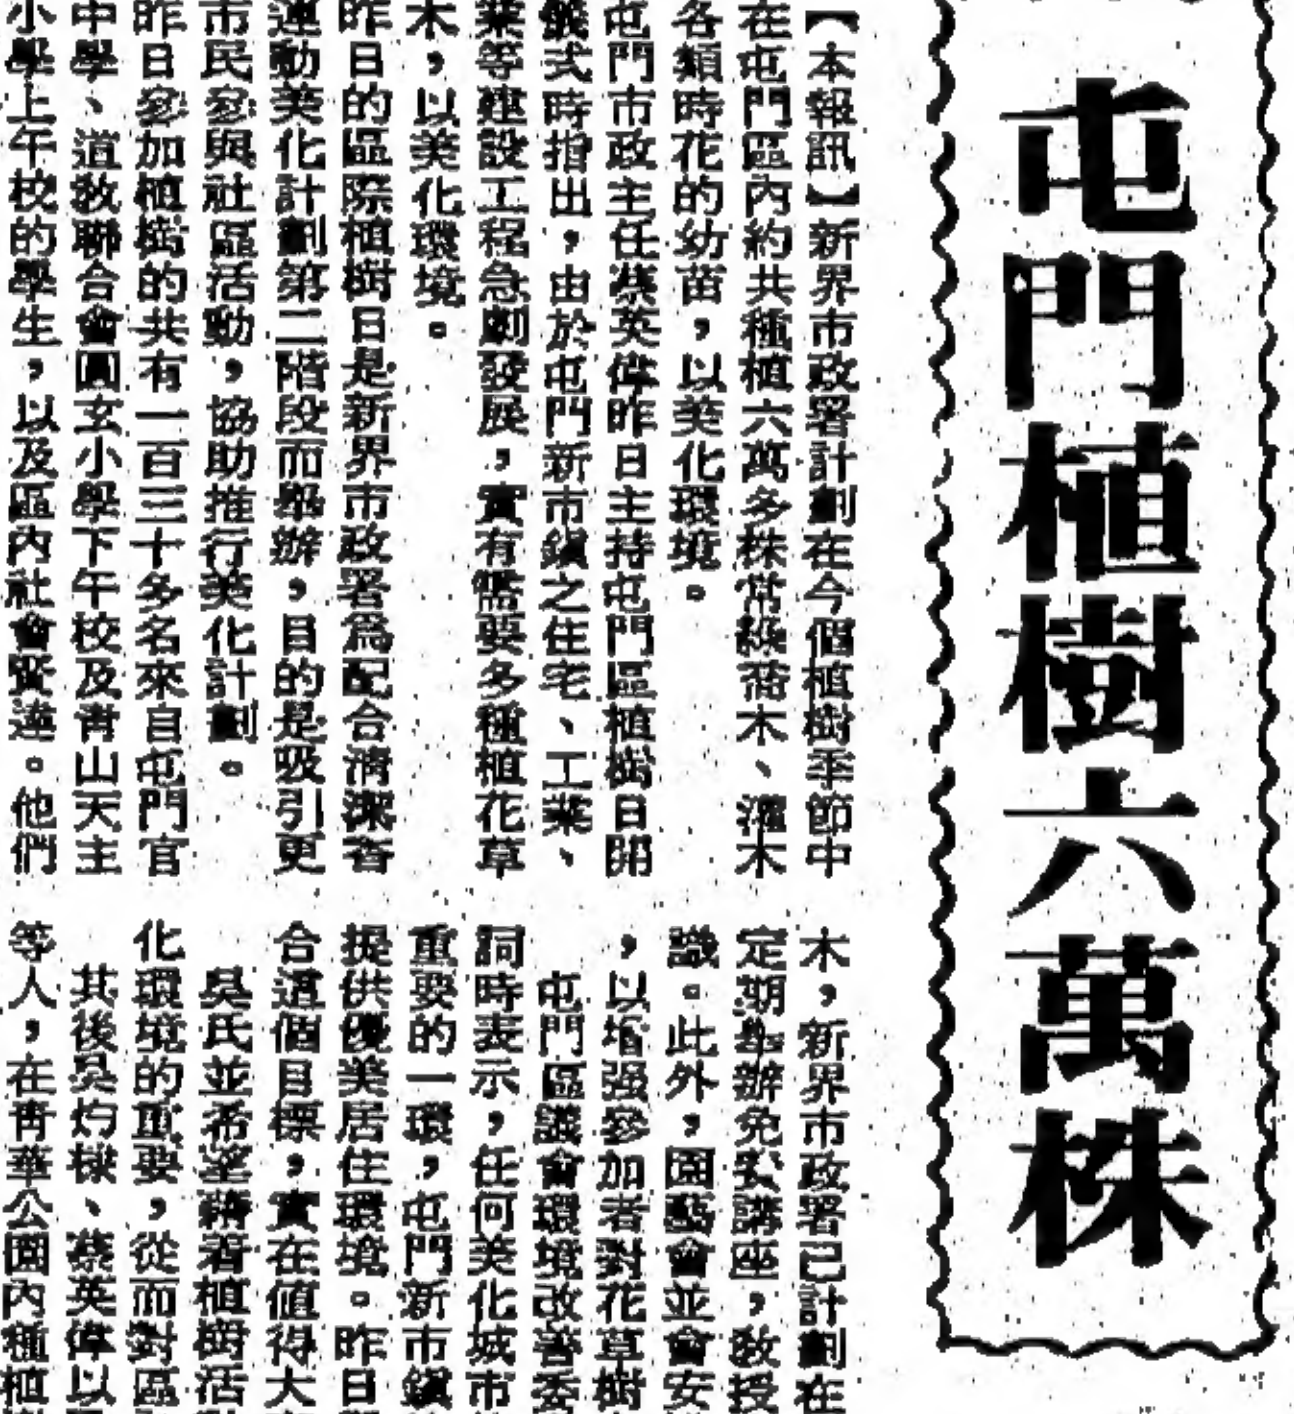 屯門植樹六萬株
【本報訊】新界市政署計劃在今個植樹季節中
在屯門區內約共種植六萬多株常綠喬木、灌木
各類時花的幼苗，以美化環境。
屯門市政主任蔡英偉昨日主持屯門區植樹日開
儀式時指出，由於屯門新市鎮之住宅、工業、
業等建設工程急劇發展，實有需要多種植花草
木，以美化環境。
昨日的區際植樹日是新界市政署爲配合清潔香
運動美化計劃第二階段而舉辦，目的是吸引更
市民參與社區活動，協助推行美化計劃。
昨日參加植樹的共有一百三十多名來自屯門官
中學、道教聯合會圓玄小學下午校及青山天主
小學上午校的學生，以及區內社會賢達。他們
木，新界市政署已計劃在
定期舉辦免費講座，教授
識。此外，園藝會並會安
，以增强參加者對花草樹
屯門區議會環境改善委
詞時表示，任何美化城市
重要的一環，屯門新市鎮
提供優美居住環境。昨日
合這個目標，實在值得大
吳氏並希望藉着植樹活
化環境的重要，從而對區
其後吳灼樑、蔡英偉以
等人，在青華公園內種植